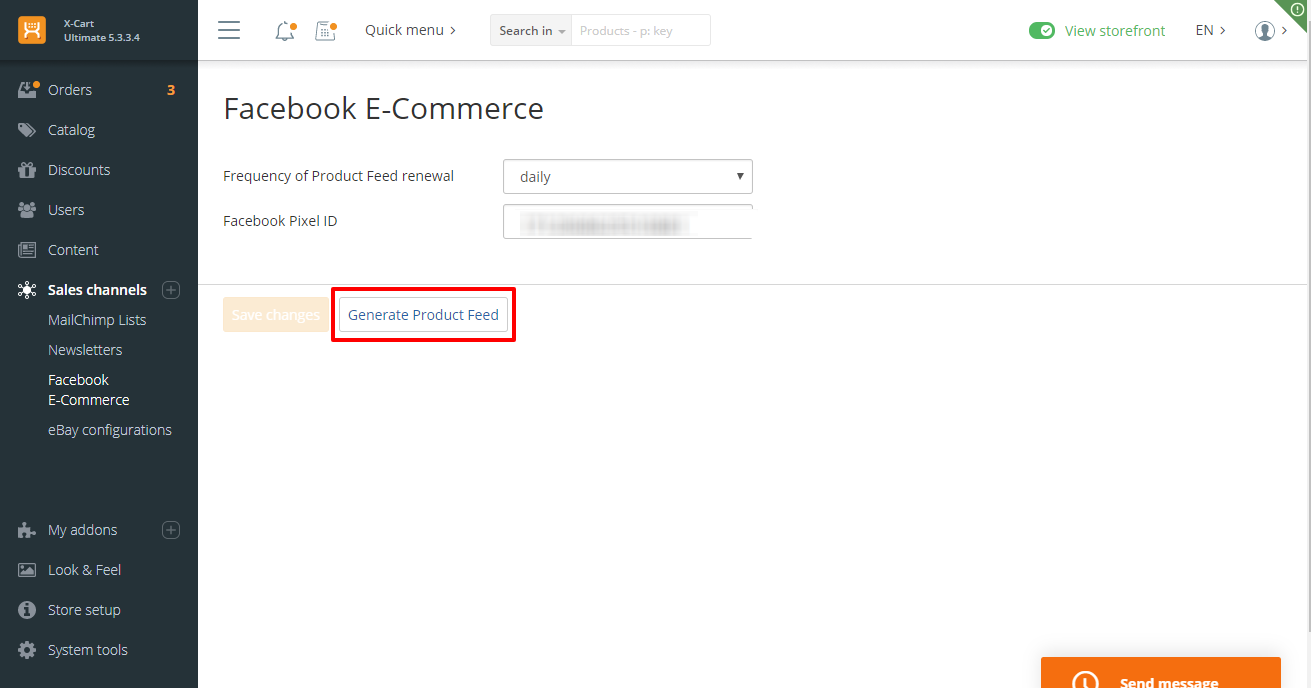 X-Cart
Ultimate 5.3.3.4
Quick menu
Search in
Products - p: key
View storefront
EN
Orders
3
Catalog
Discounts
Users
Content
Sales channels
MailChimp Lists
Newsletters
Facebook
E-Commerce
eBay configurations
My addons
Look & Feel
Store setup
System tools
Facebook E-Commerce
Frequency of Product Feed renewal
daily
Facebook Pixel ID
Save changes
Generate Product Feed
Send message